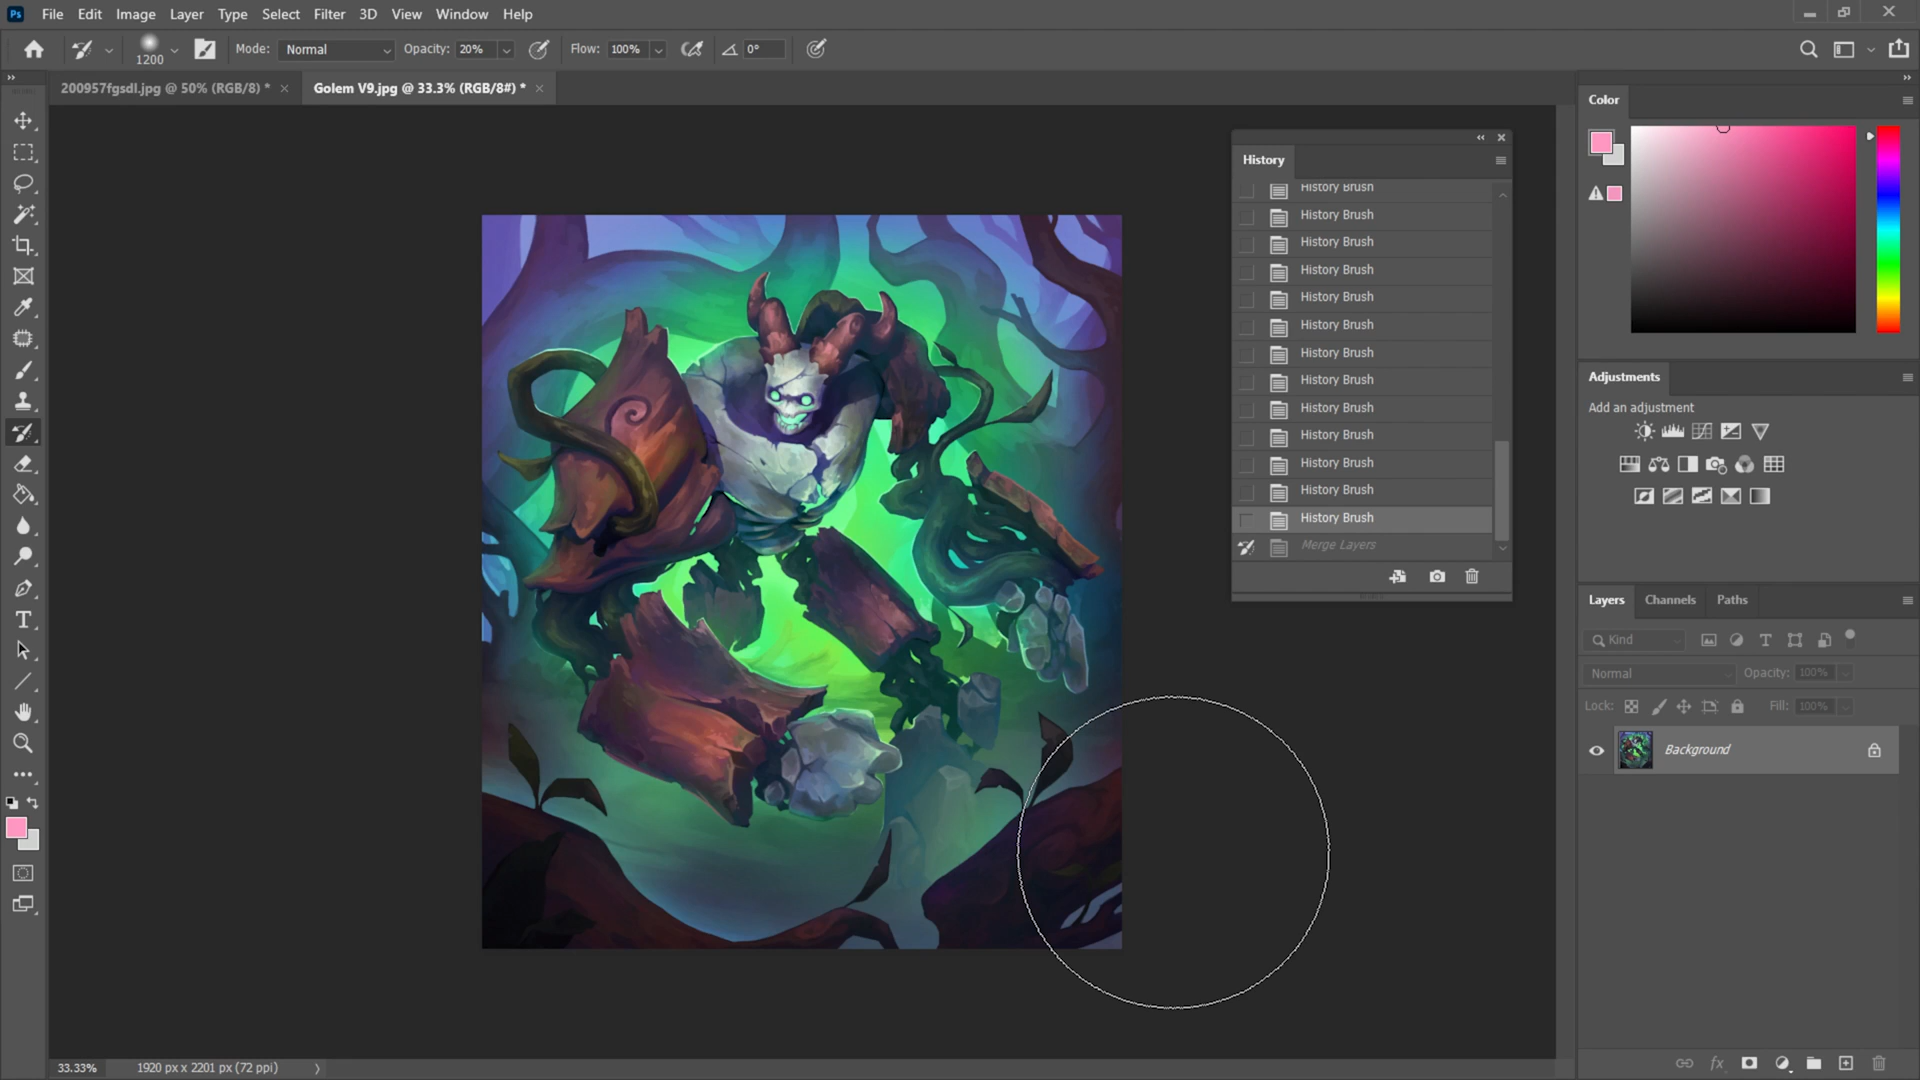 Ps File Edit Image Layer Type Select Filter 3D View Window Help
1200 Mode: Normal Opacity: 20% Flow: 100% 0°
200957fgsdl.jpg @ 50% (RGB/8) * Golem V9.jpg @ 33.3% (RGB/8#) *
Color
History
History Brush
History Brush
History Brush
History Brush
History Brush
History Brush
History Brush
History Brush
History Brush
History Brush
History Brush
History Brush
History Brush
Merge Layers
Adjustments
Add an adjustment
Layers Channels Paths
Kind
Normal Opacity: 100%
Lock: Fill: 100%
Background
33.33% 1920 px x 2201 px (72 ppi)